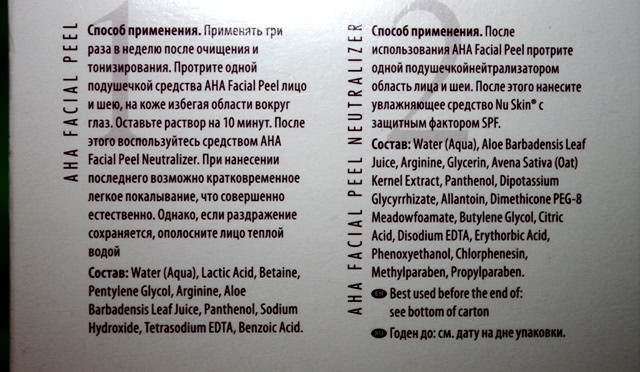 AHA FACIAL PEEL
1
Способ применения. Применять три
раза в неделю после очищения и
тонизирования. Протрите одной
подушечкой средства AHA Facial Peel лицо
и шею, на коже избегая области вокруг
глаз. Оставьте раствор на 10 минут. После
этого воспользуйтесь средством AHA
Facial Peel Neutralizer. При нанесении
последнего возможно кратковременное
легкое покалывание, что совершенно
естественно. Однако, если раздражение
сохраняется, ополосните лицо теплой
водой
Состав: Water (Aqua), Lactic Acid, Betaine,
Pentylene Glycol, Arginine, Aloe
Barbadensis Leaf Juice, Panthenol, Sodium
Hydroxide, Tetrasodium EDTA, Benzoic Acid.
AHA FACIAL PEEL NEUTRALIZER
2
Способ применения. После
использования AHA Facial Peel протрите
одной подушечкойнейтрализатором
область лица и шеи. После этого нанесите
увлажняющее средство Nu Skin® с
защитным фактором SPF.
Состав: Water (Aqua), Aloe Barbadensis Leaf
Juice, Arginine, Glycerin, Avena Sativa (Oat)
Kernel Extract, Panthenol, Dipotassium
Glycyrrhizate, Allantoin, Dimethicone PEG-8
Meadowfoamate, Butylene Glycol, Citric
Acid, Disodium EDTA, Erythorbic Acid,
Phenoxyethanol, Chlorphenesin,
Methylparaben, Propylparaben.
Best used before the end of:
see bottom of carton
Годен до: см. дату на дне упаковки.